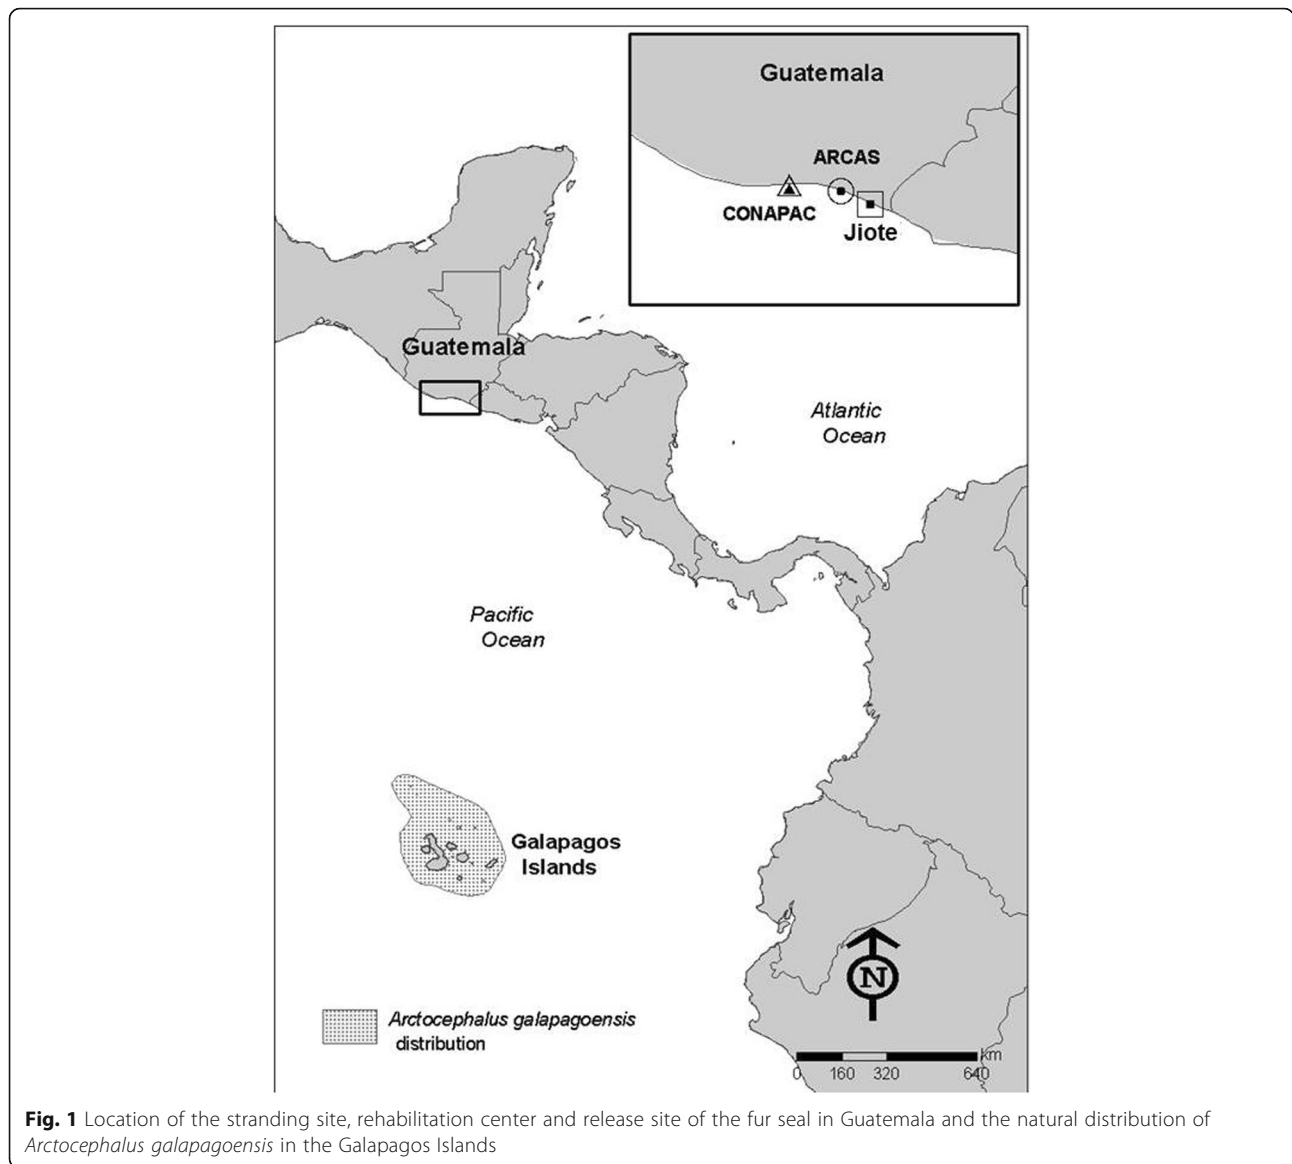 Guatemala
ARCAS
CONAPAC
Jiote
Guatemala
Atlantic
Ocean
Pacific
Ocean
Galapagos
Islands
N
Arctocephalus galapagoensis
distribution
km
0 160 320 640
Fig. 1 Location of the stranding site, rehabilitation center and release site of the fur seal in Guatemala and the natural distribution of
Arctocephalus galapagoensis in the Galapagos Islands